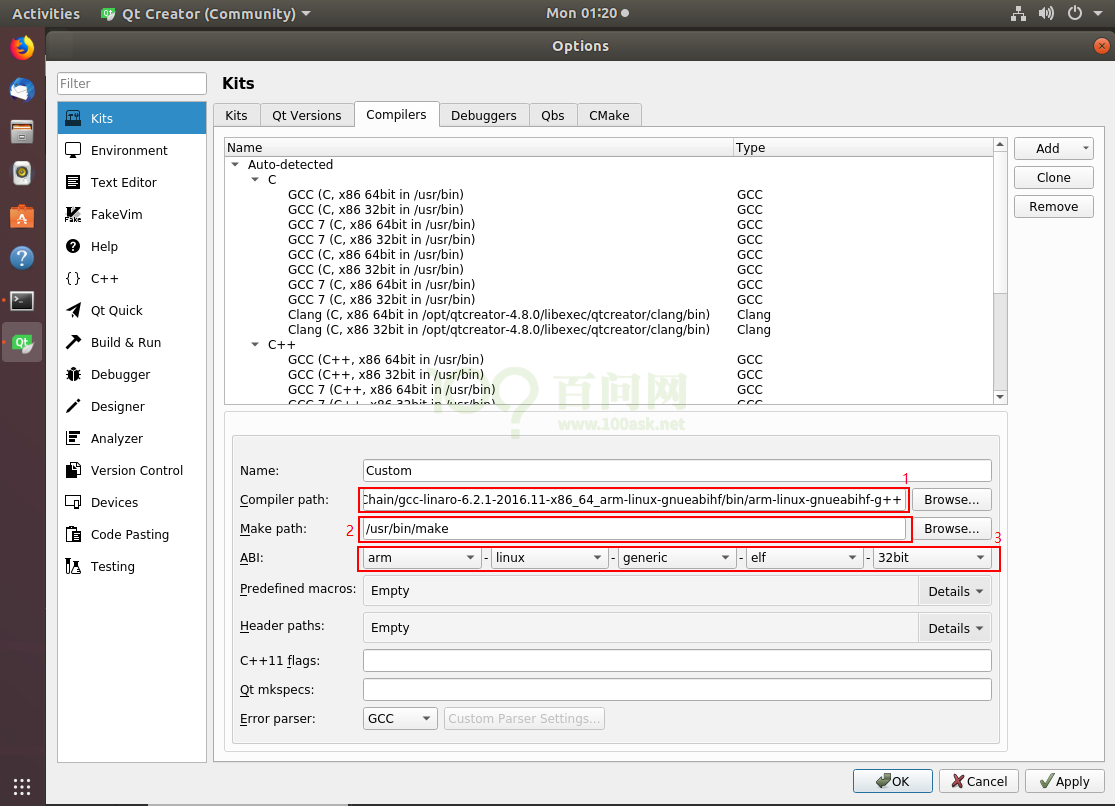 Activities Qt Creator (Community) Mon 01:20
Options
Filter
Kits
Environment
Text Editor
FakeVim
Help
C++
Qt Quick
Build & Run
Debugger
Designer
Analyzer
Version Control
Devices
Code Pasting
Testing
Kits
Kits Qt Versions Compilers Debuggers Qbs CMake
Name Type
Auto-detected
C
GCC (C, x86 64bit in /usr/bin) GCC
GCC (C, x86 32bit in /usr/bin) GCC
GCC 7 (C, x86 64bit in /usr/bin) GCC
GCC 7 (C, x86 32bit in /usr/bin) GCC
GCC (C, x86 64bit in /usr/bin) GCC
GCC (C, x86 32bit in /usr/bin) GCC
GCC 7 (C, x86 64bit in /usr/bin) GCC
GCC 7 (C, x86 32bit in /usr/bin) GCC
Clang (C, x86 64bit in /opt/qtcreator-4.8.0/libexec/qtcreator/clang/bin) Clang
Clang (C, x86 32bit in /opt/qtcreator-4.8.0/libexec/qtcreator/clang/bin) Clang
C++
GCC (C++, x86 64bit in /usr/bin) GCC
GCC (C++, x86 32bit in /usr/bin) GCC
GCC 7 (C++, x86 64bit in /usr/bin) GCC
GCC 7 (C++, x86 32bit in /usr/bin) GCC
Add
Clone
Remove
100? 百问网
www.100ask.net
Name: Custom
1
Compiler path: Chain/gcc-linaro-6.2.1-2016.11-x86_64_arm-linux-gnueabihf/bin/arm-linux-gnueabihf-g++ Browse...
Make path: 2 /usr/bin/make Browse...
3
ABI: arm - linux - generic - elf - 32bit
Predefined macros: Empty Details
Header paths: Empty Details
C++11 flags:
Qt mkspecs:
Error parser: GCC Custom Parser Settings...
OK Cancel Apply